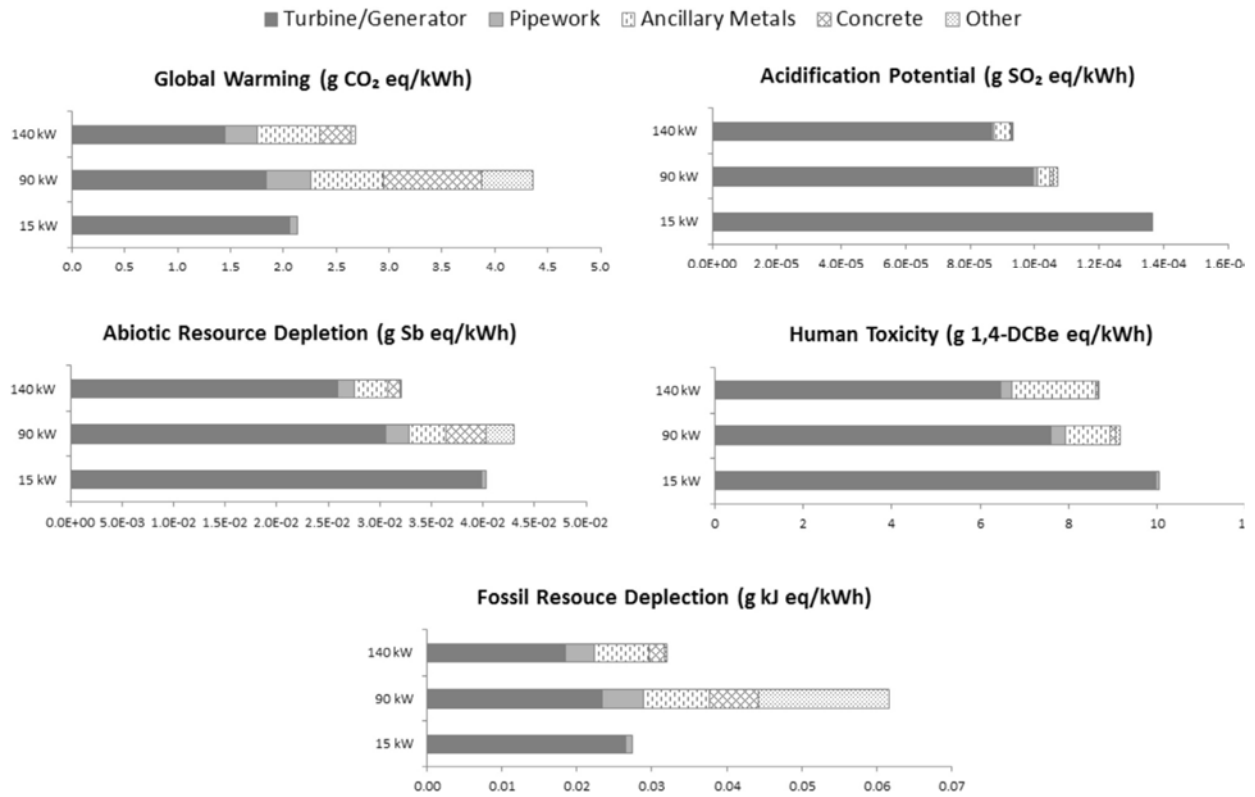 Turbine/Generator Pipework Ancillary Metals Concrete Other
Global Warming (g CO₂ eq/kWh)
140 kW
90 kW
15 kW
0.0 0.5 1.0 1.5 2.0 2.5 3.0 3.5 4.0 4.5 5.0
Acidification Potential (g SO₂ eq/kWh)
140 kW
90 kW
15 kW
0.0E+00 2.0E-05 4.0E-05 6.0E-05 8.0E-05 1.0E-04 1.2E-04 1.4E-04 1.6E-04
Abiotic Resource Depletion (g Sb eq/kWh)
140 kW
90 kW
15 kW
0.0E+00 5.0E-03 1.0E-02 1.5E-02 2.0E-02 2.5E-02 3.0E-02 3.5E-02 4.0E-02 4.5E-02 5.0E-02
Human Toxicity (g 1,4-DCBe eq/kWh)
140 kW
90 kW
15 kW
0 2 4 6 8 10
Fossil Resouce Deplection (g kJ eq/kWh)
140 kW
90 kW
15 kW
0.00 0.01 0.02 0.03 0.04 0.05 0.06 0.07